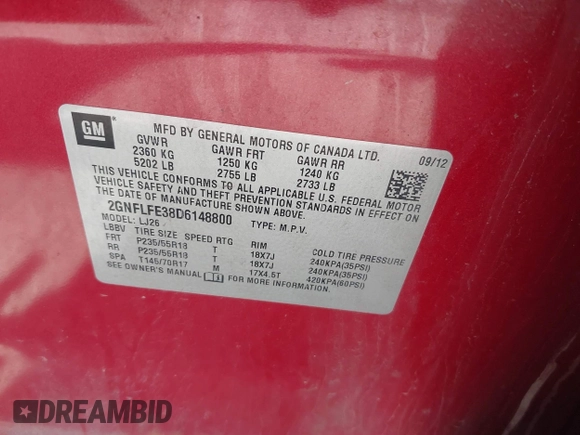 GM
MFD BY GENERAL MOTORS OF CANADA LTD.
GVWR GAWR FRT GAWR RR 09/12
2360 KG 1250 KG 1240 KG
5202 LB 2755 LB 2733 LB
THIS VEHICLE CONFORMS TO ALL APPLICABLE U.S. FEDERAL MOTOR
VEHICLE SAFETY AND THEFT PREVENTION STANDARDS IN EFFECT ON
THE DATE OF MANUFACTURE SHOWN ABOVE.
2GNFLFE38D6148800 TYPE: M.P.V.
MODEL: LJ26
LBBV TIRE SIZE SPEED RTG RIM COLD TIRE PRESSURE
FRT P235/55R18 T 18X7J 240KPA(35PSI)
RR P235/55R18 T 18X7J 240KPA(35PSI)
SPA T145/70R17 M 17X4.5T 420KPA(60PSI)
SEE OWNER'S MANUAL FOR MORE INFORMATION.
DREAMBID